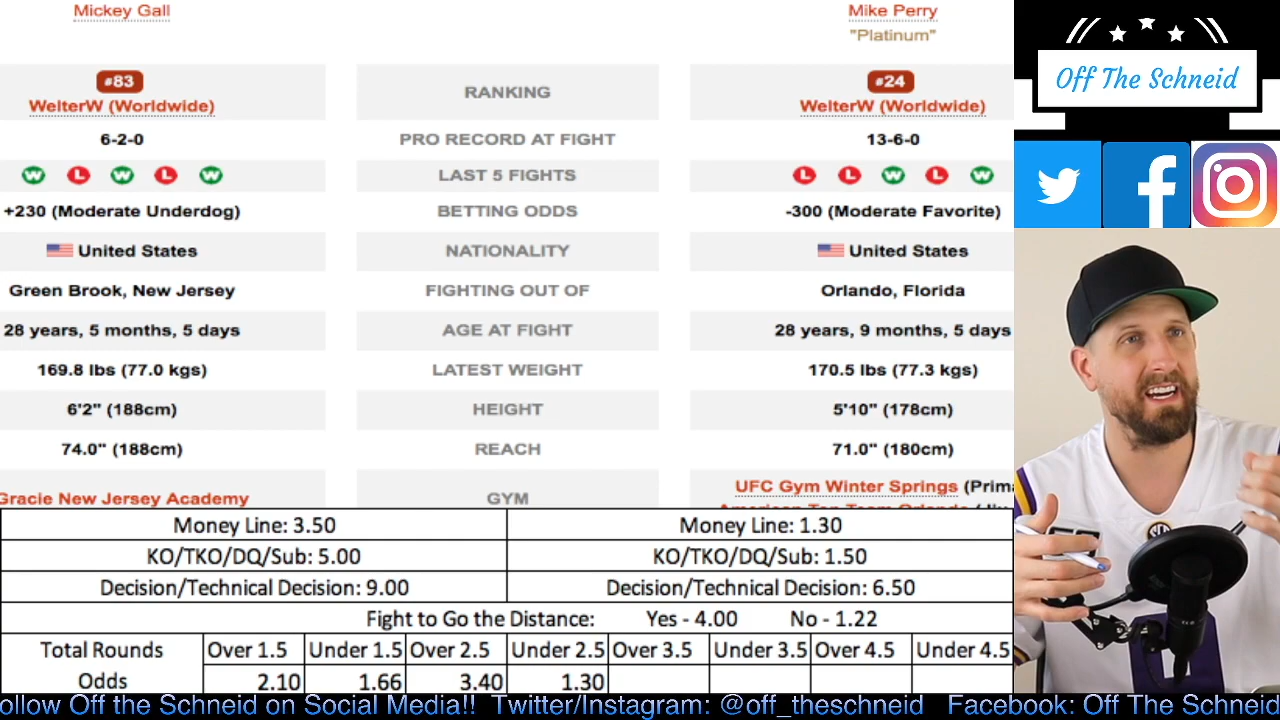 Mickey Gall
Mike Perry
"Platinum"
Off The Schneid
#83
WelterW (Worldwide)
RANKING
#24
WelterW (Worldwide)
6-2-0
PRO RECORD AT FIGHT
13-6-0
W L W L W
LAST 5 FIGHTS
L L W L W
+230 (Moderate Underdog)
BETTING ODDS
-300 (Moderate Favorite)
United States
NATIONALITY
United States
Green Brook, New Jersey
FIGHTING OUT OF
Orlando, Florida
28 years, 5 months, 5 days
AGE AT FIGHT
28 years, 9 months, 5 days
169.8 lbs (77.0 kgs)
LATEST WEIGHT
170.5 lbs (77.3 kgs)
6'2" (188cm)
HEIGHT
5'10" (178cm)
74.0" (188cm)
REACH
71.0" (180cm)
Gracie New Jersey Academy
GYM
UFC Gym Winter Springs (Prim
Money Line: 3.50
Money Line: 1.30
KO/TKO/DQ/Sub: 5.00
KO/TKO/DQ/Sub: 1.50
Decision/Technical Decision: 9.00
Decision/Technical Decision: 6.50
Fight to Go the Distance: Yes - 4.00 No - 1.22
Total Rounds Over 1.5 Under 1.5 Over 2.5 Under 2.5 Over 3.5 Under 3.5 Over 4.5 Under 4.5
Odds 2.10 1.66 3.40 1.30
ollow Off the Schneid on Social Media!! Twitter/Instagram: @off_theschneid Facebook: Off The Schneid